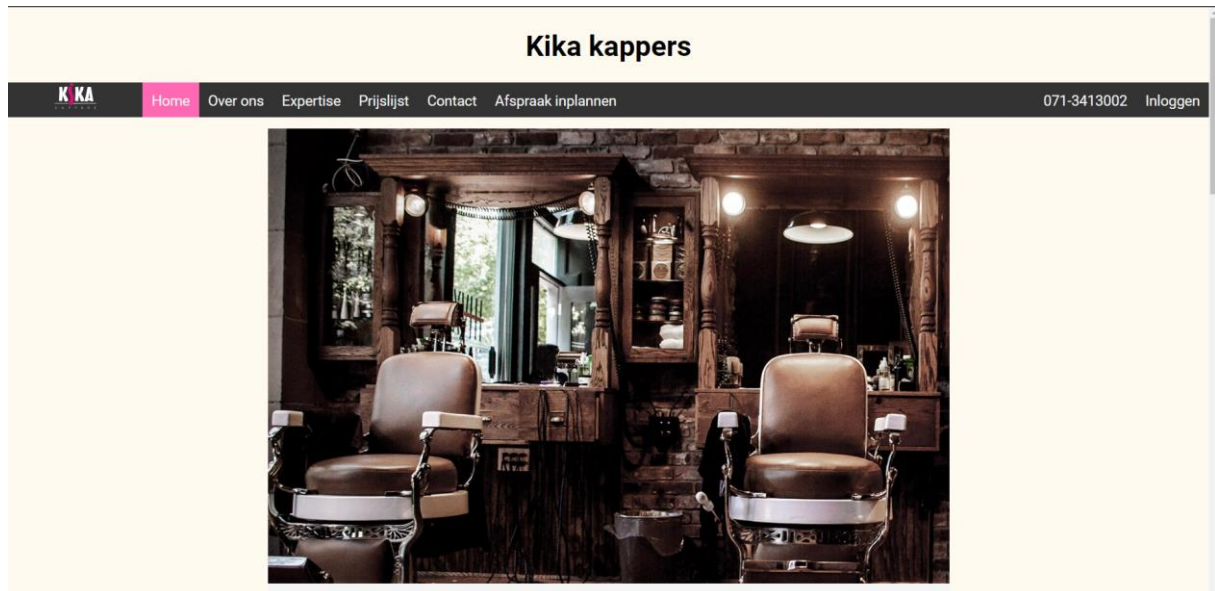 Kika kappers
KIKA
Home Over ons Expertise Prijslijst Contact Afspraak inplannen 071-3413002 Inloggen